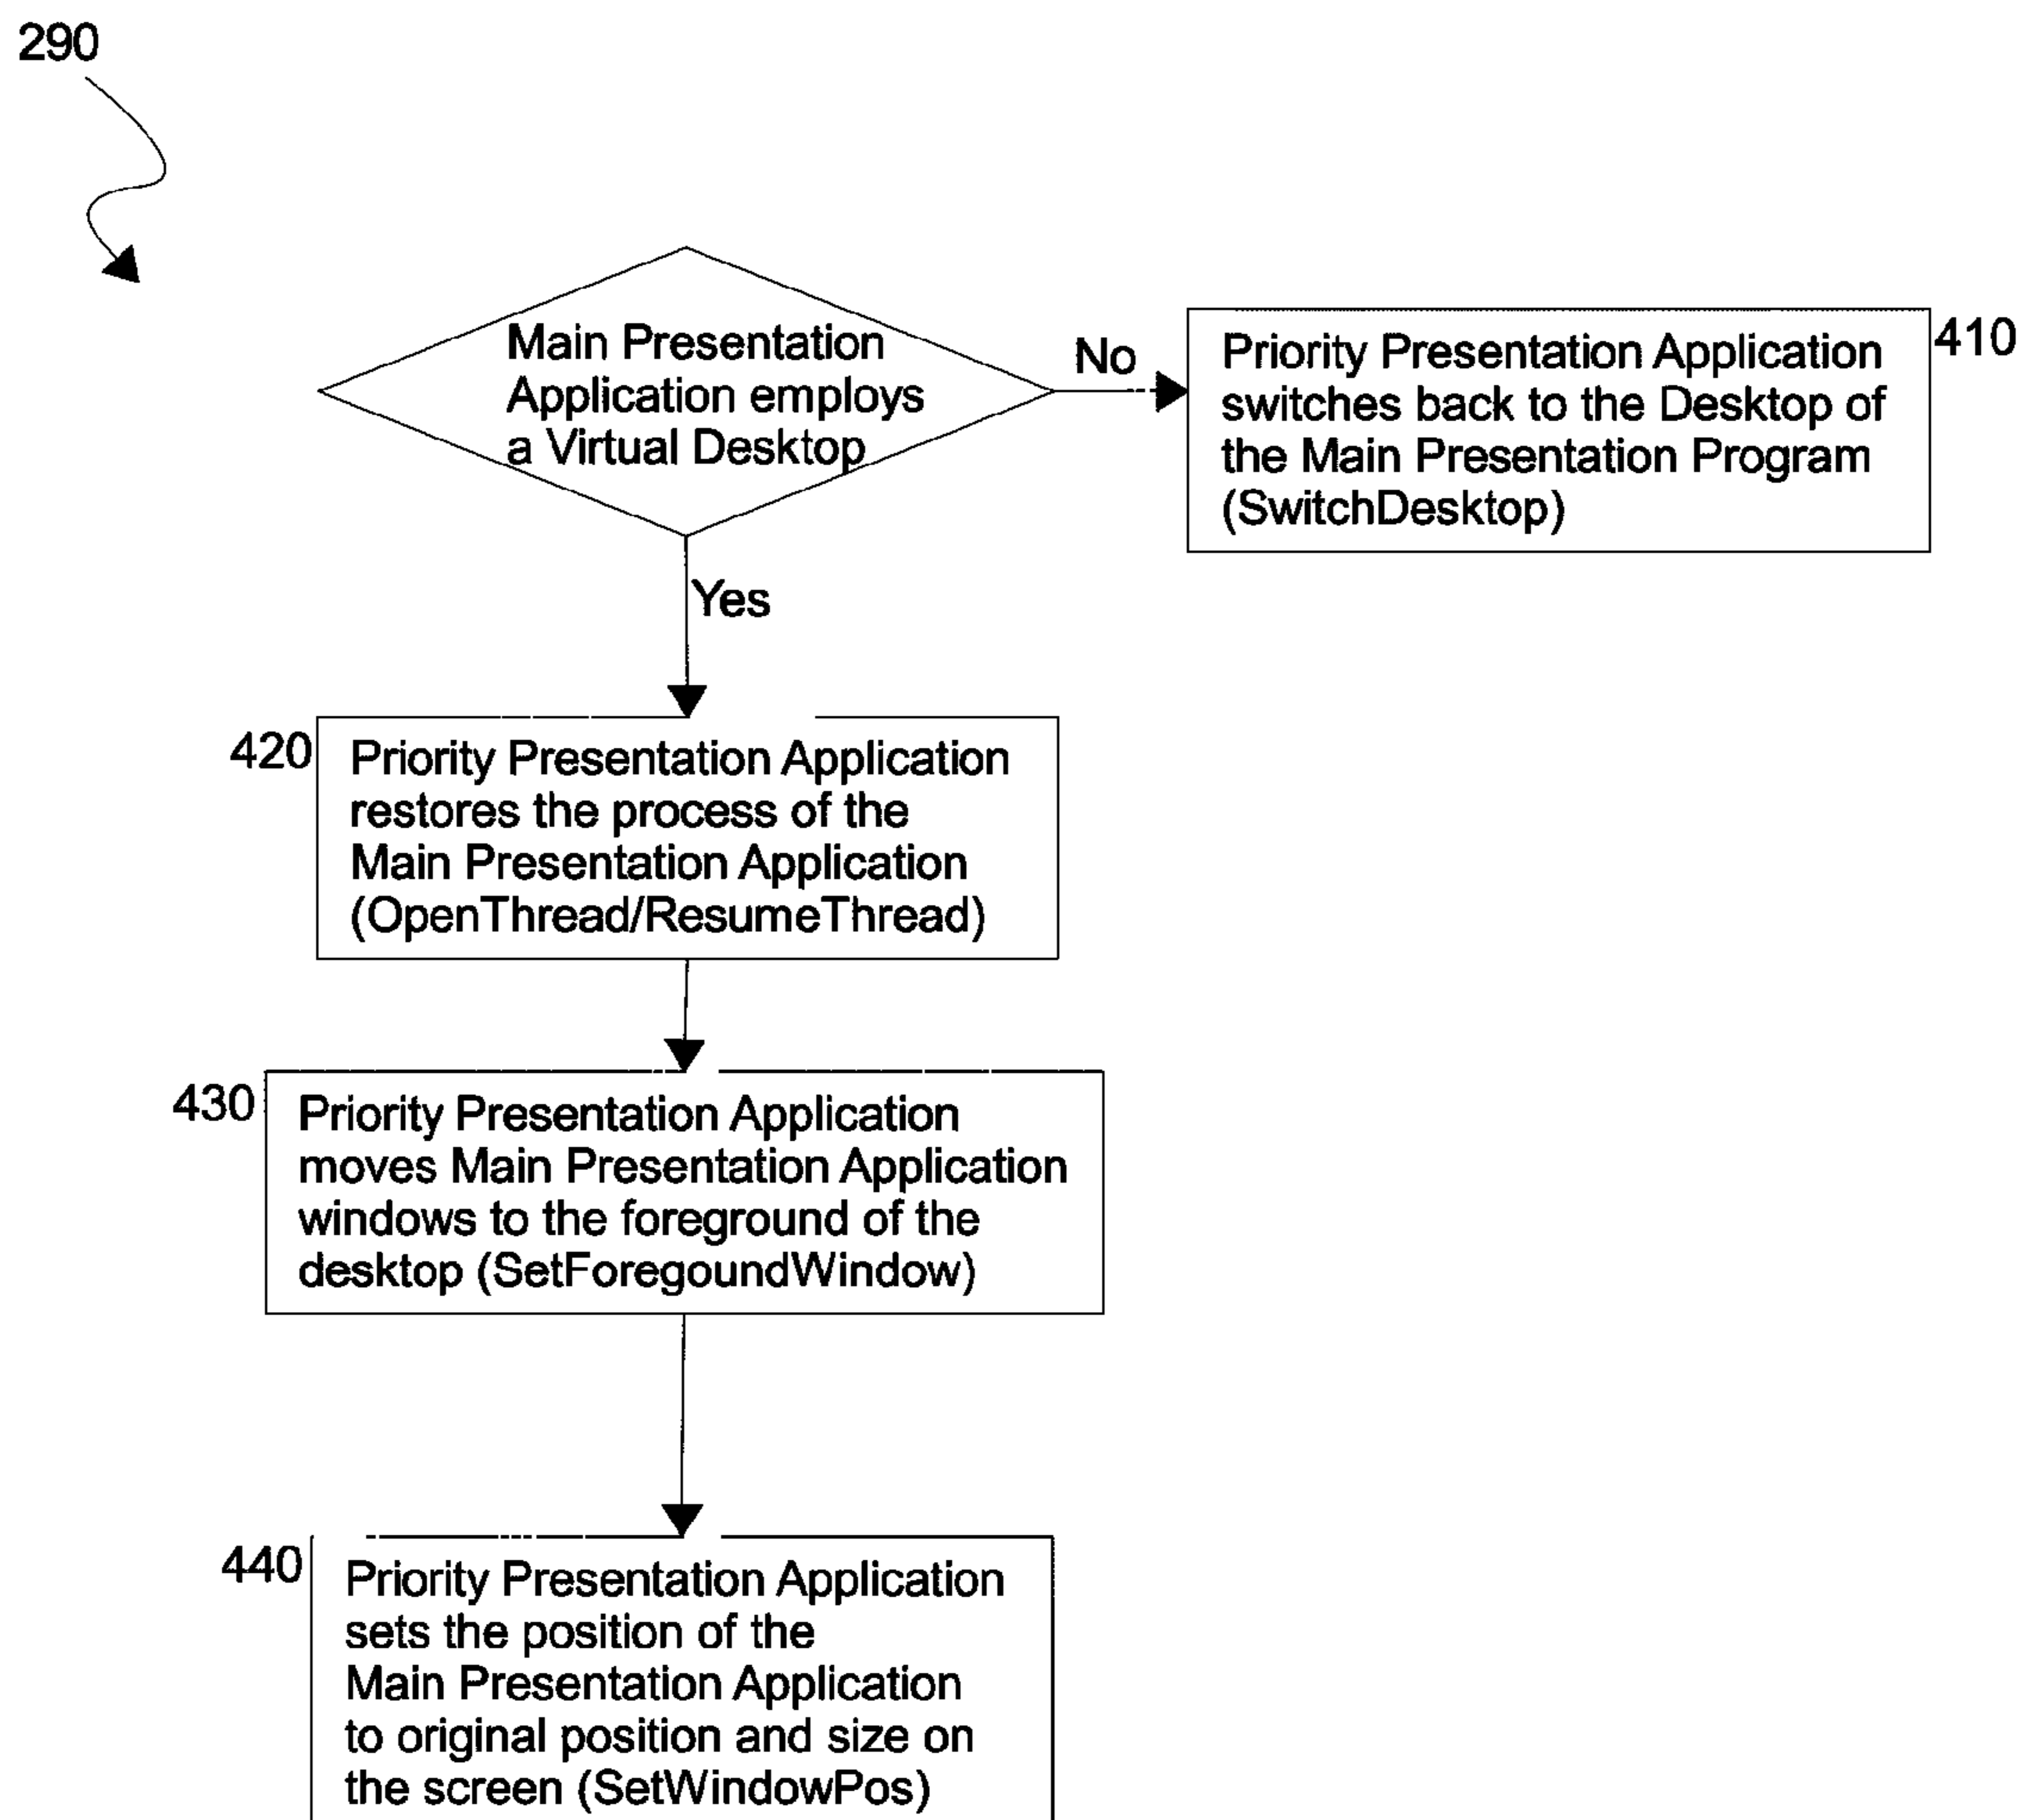 290
Main Presentation
Application employs
a Virtual Desktop
No
Priority Presentation Application
switches back to the Desktop of
the Main Presentation Program
(SwitchDesktop)
410
Yes
420
Priority Presentation Application
restores the process of the
Main Presentation Application
(OpenThread/ResumeThread)
430
Priority Presentation Application
moves Main Presentation Application
windows to the foreground of the
desktop (SetForegoundWindow)
440
Priority Presentation Application
sets the position of the
Main Presentation Application
to original position and size on
the screen (SetWindowPos)